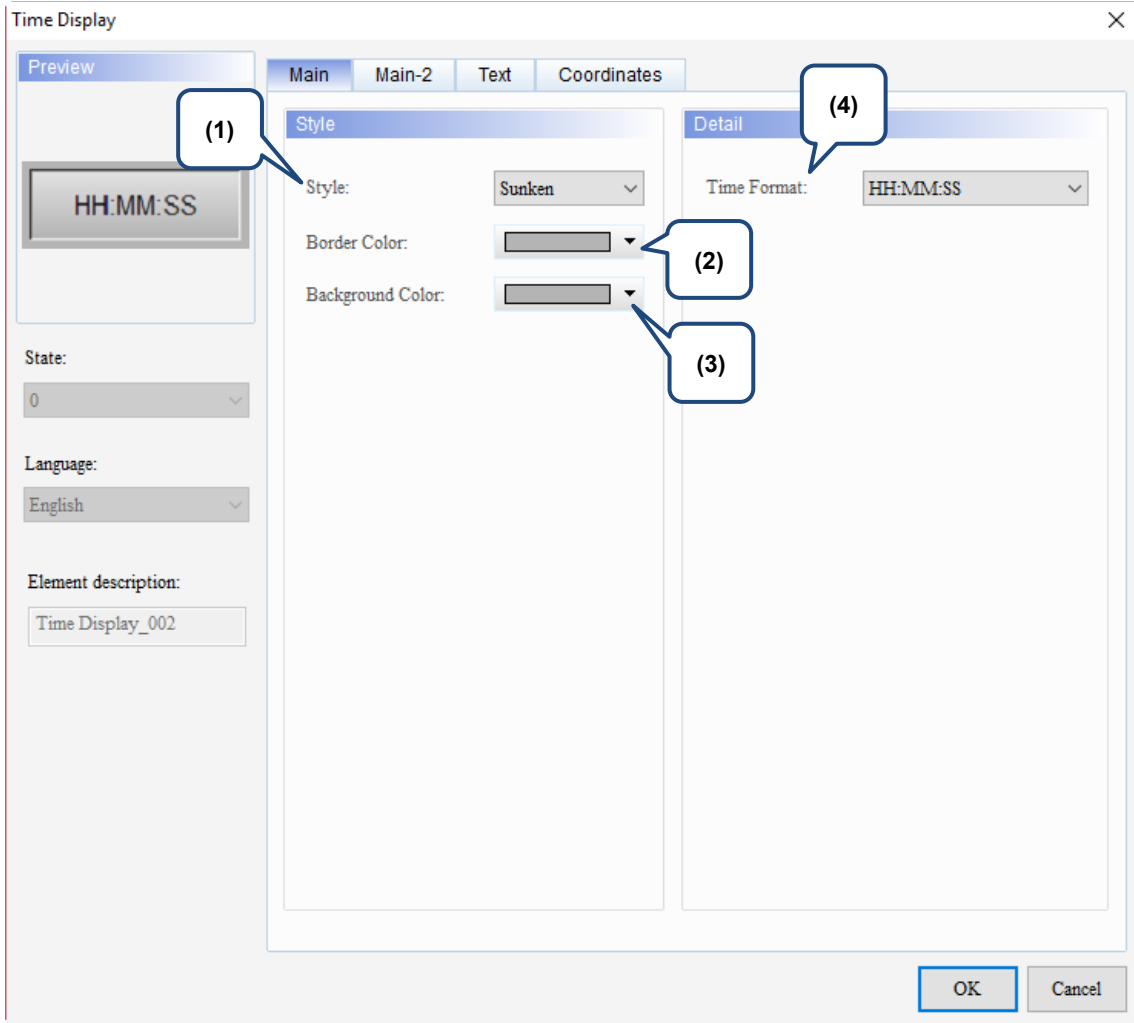 Time Display
Preview
HH:MM:SS
State:
0
Language:
English
Element description:
Time Display_002
Main
Main-2
Text
Coordinates
Style
(1)
Style:
Sunken
Border Color:
(2)
Background Color:
(3)
Detail
(4)
Time Format:
HH:MM:SS
OK
Cancel